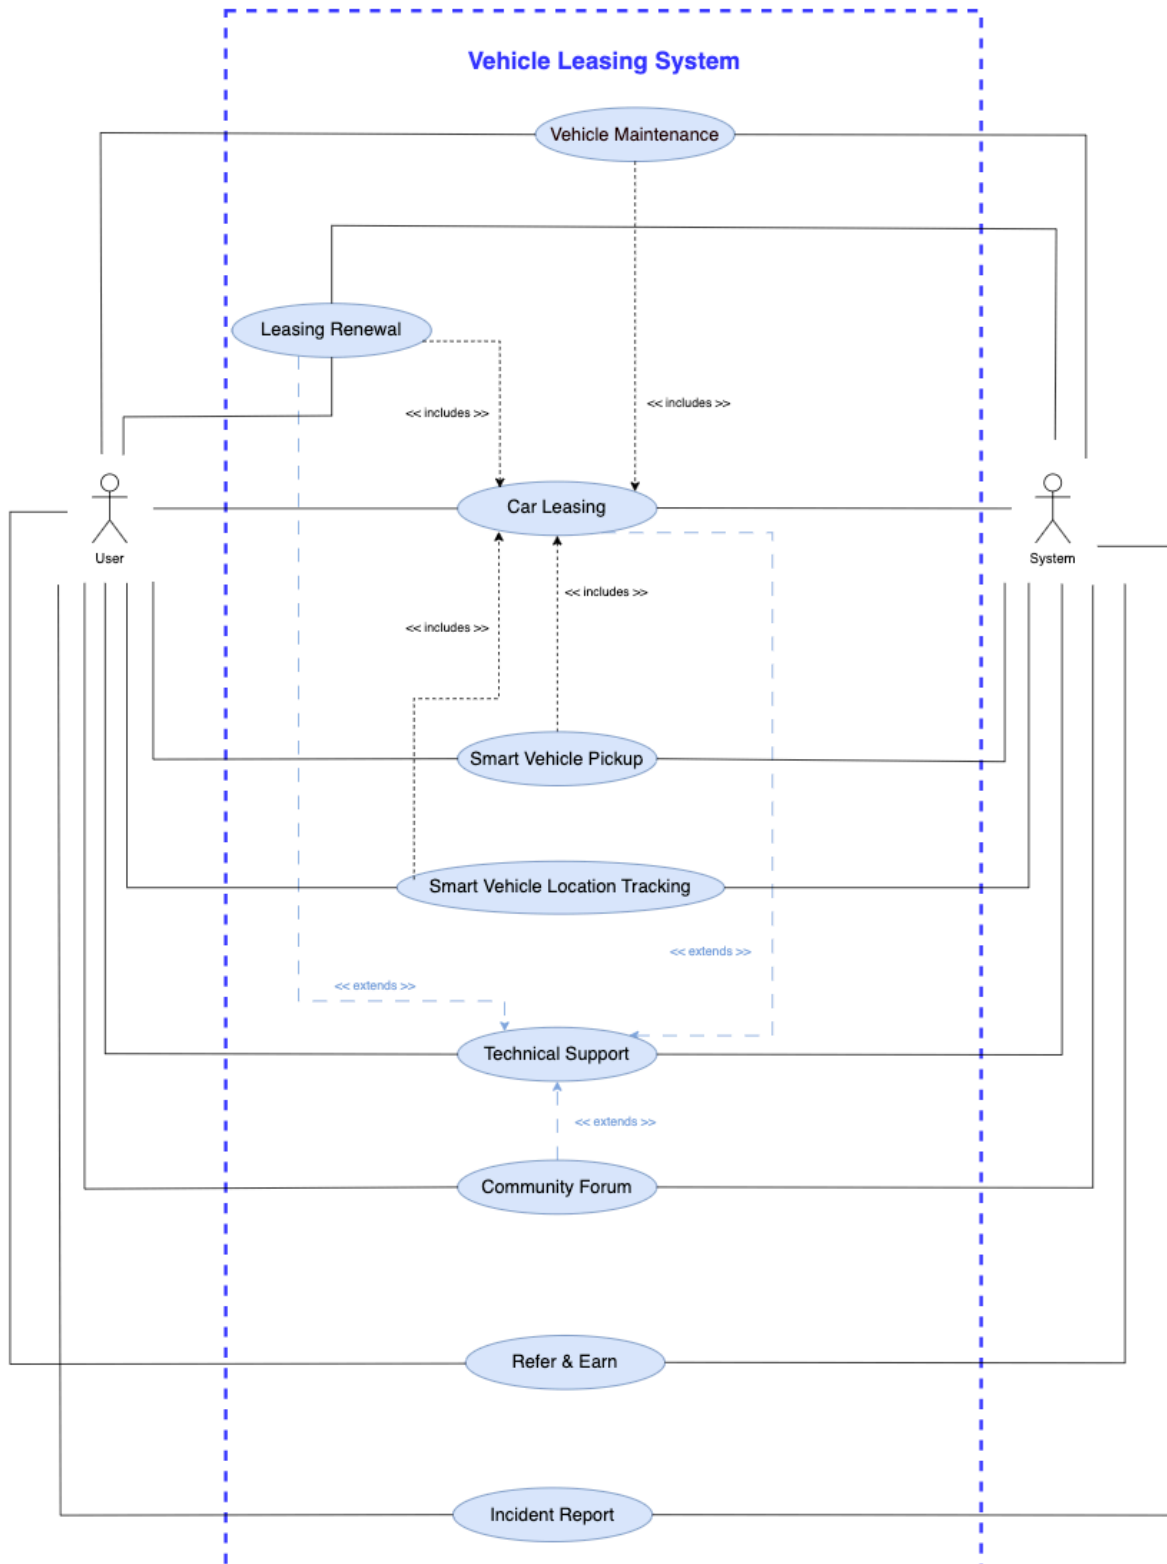 Vehicle Leasing System
Vehicle Maintenance
Leasing Renewal
<< includes >>
<< includes >>
Car Leasing
User
System
<< includes >>
<< includes >>
Smart Vehicle Pickup
Smart Vehicle Location Tracking
<< extends >>
<< extends >>
Technical Support
<< extends >>
Community Forum
Refer & Earn
Incident Report